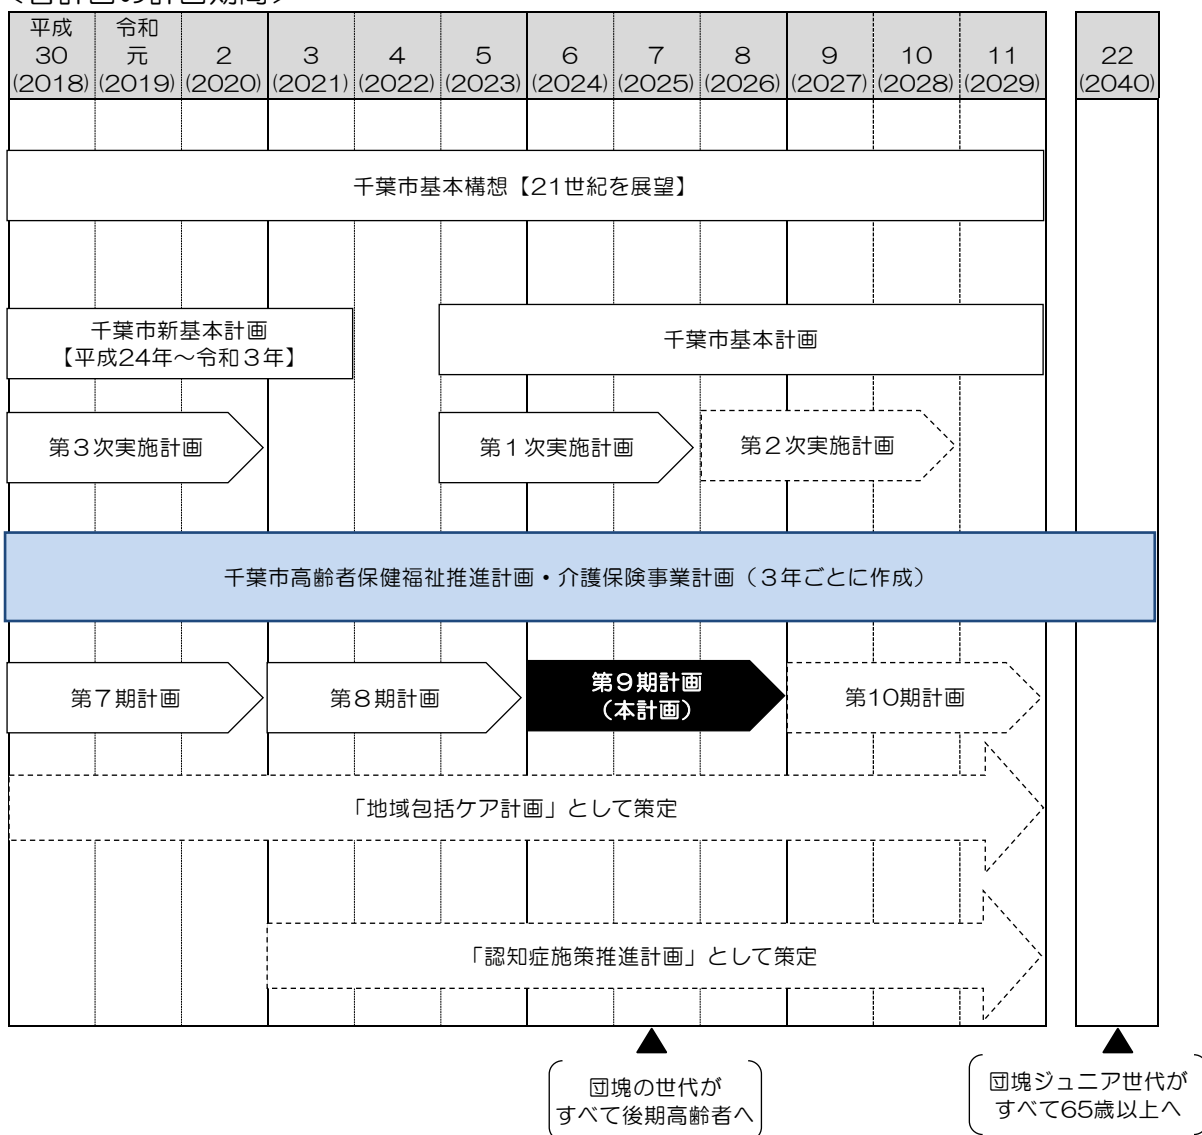 平成 令和
30 元 2 3 4 5 6 7 8 9 10 11 22
(2018) (2019) (2020) (2021) (2022) (2023) (2024) (2025) (2026) (2027) (2028) (2029) (2040)
千葉市基本構想【21世紀を展望】
千葉市新基本計画
【平成24年～令和３年】
千葉市基本計画
第３次実施計画
第１次実施計画
第２次実施計画
千葉市高齢者保健福祉推進計画・介護保険事業計画（３年ごとに作成）
第７期計画
第８期計画
第９期計画
（本計画）
第10期計画
「地域包括ケア計画」として策定
「認知症施策推進計画」として策定
団塊の世代が
すべて後期高齢者へ
団塊ジュニア世代が
すべて65歳以上へ